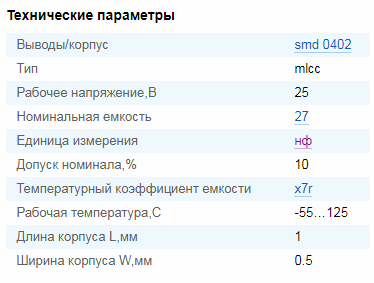 Технические параметры
Выводы/корпус smd 0402
Тип mlcc
Рабочее напряжение,В 25
Номинальная емкость 27
Единица измерения нф
Допуск номинала,% 10
Температурный коэффициент емкости x7r
Рабочая температура,С -55…125
Длина корпуса L,мм 1
Ширина корпуса W,мм 0.5